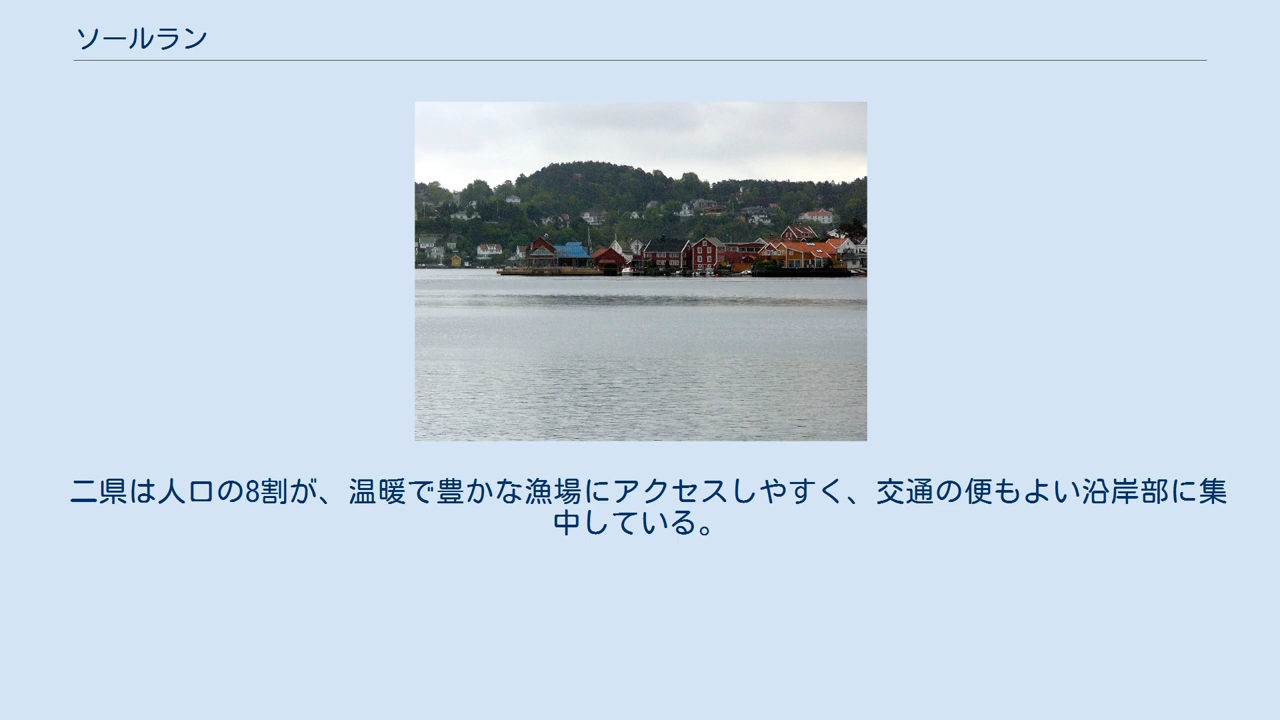 ソールラン
二県は人口の8割が、温暖で豊かな漁場にアクセスしやすく、交通の便もよい沿岸部に集
中している。